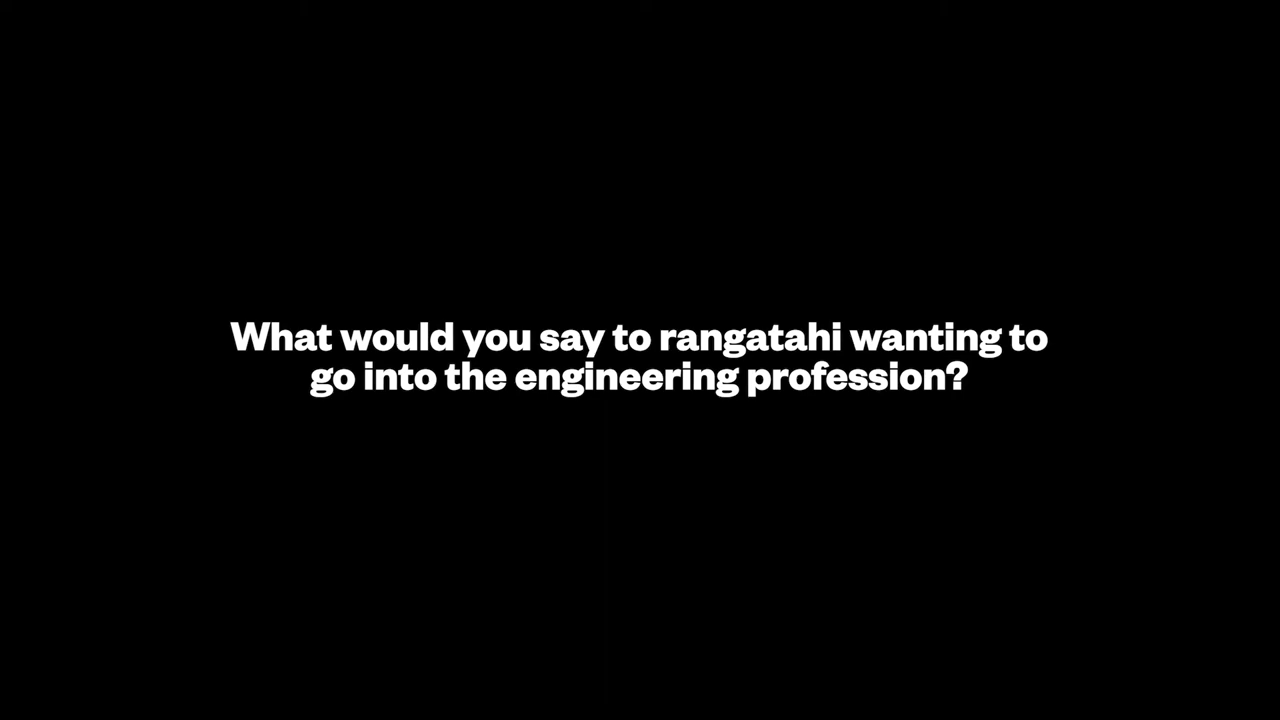 What would you say to rangatahi wanting to
go into the engineering profession?